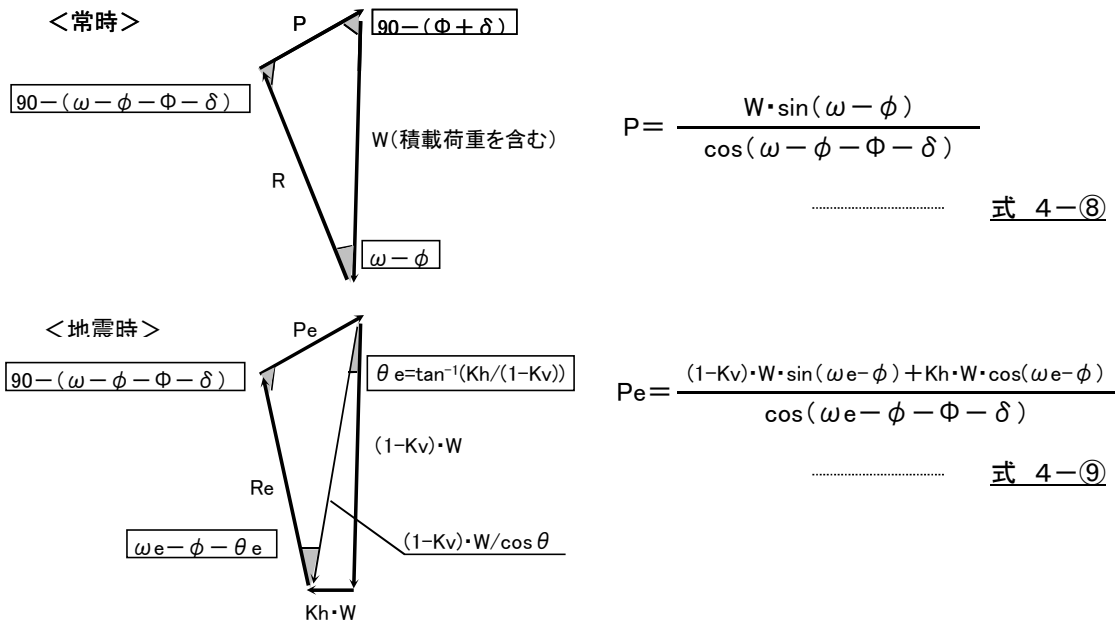 <常時>
P
90-(Φ+δ)
90-(ω-φ-Φ-δ)
W(積載荷重を含む)
R
ω-φ
P= W・sin(ω-φ)
cos(ω-φ-Φ-δ)
式 4-⑧
<地震時>
Pe
90-(ω-φ-Φ-δ)
θe=tan⁻¹(Kh/(1-Kv))
(1-Kv)・W
Re
ωe-φ-θe
(1-Kv)・W/cosθ
Kh・W
Pe= (1-Kv)・W・sin(ωe-φ)+Kh・W・cos(ωe-φ)
cos(ωe-φ-Φ-δ)
式 4-⑨